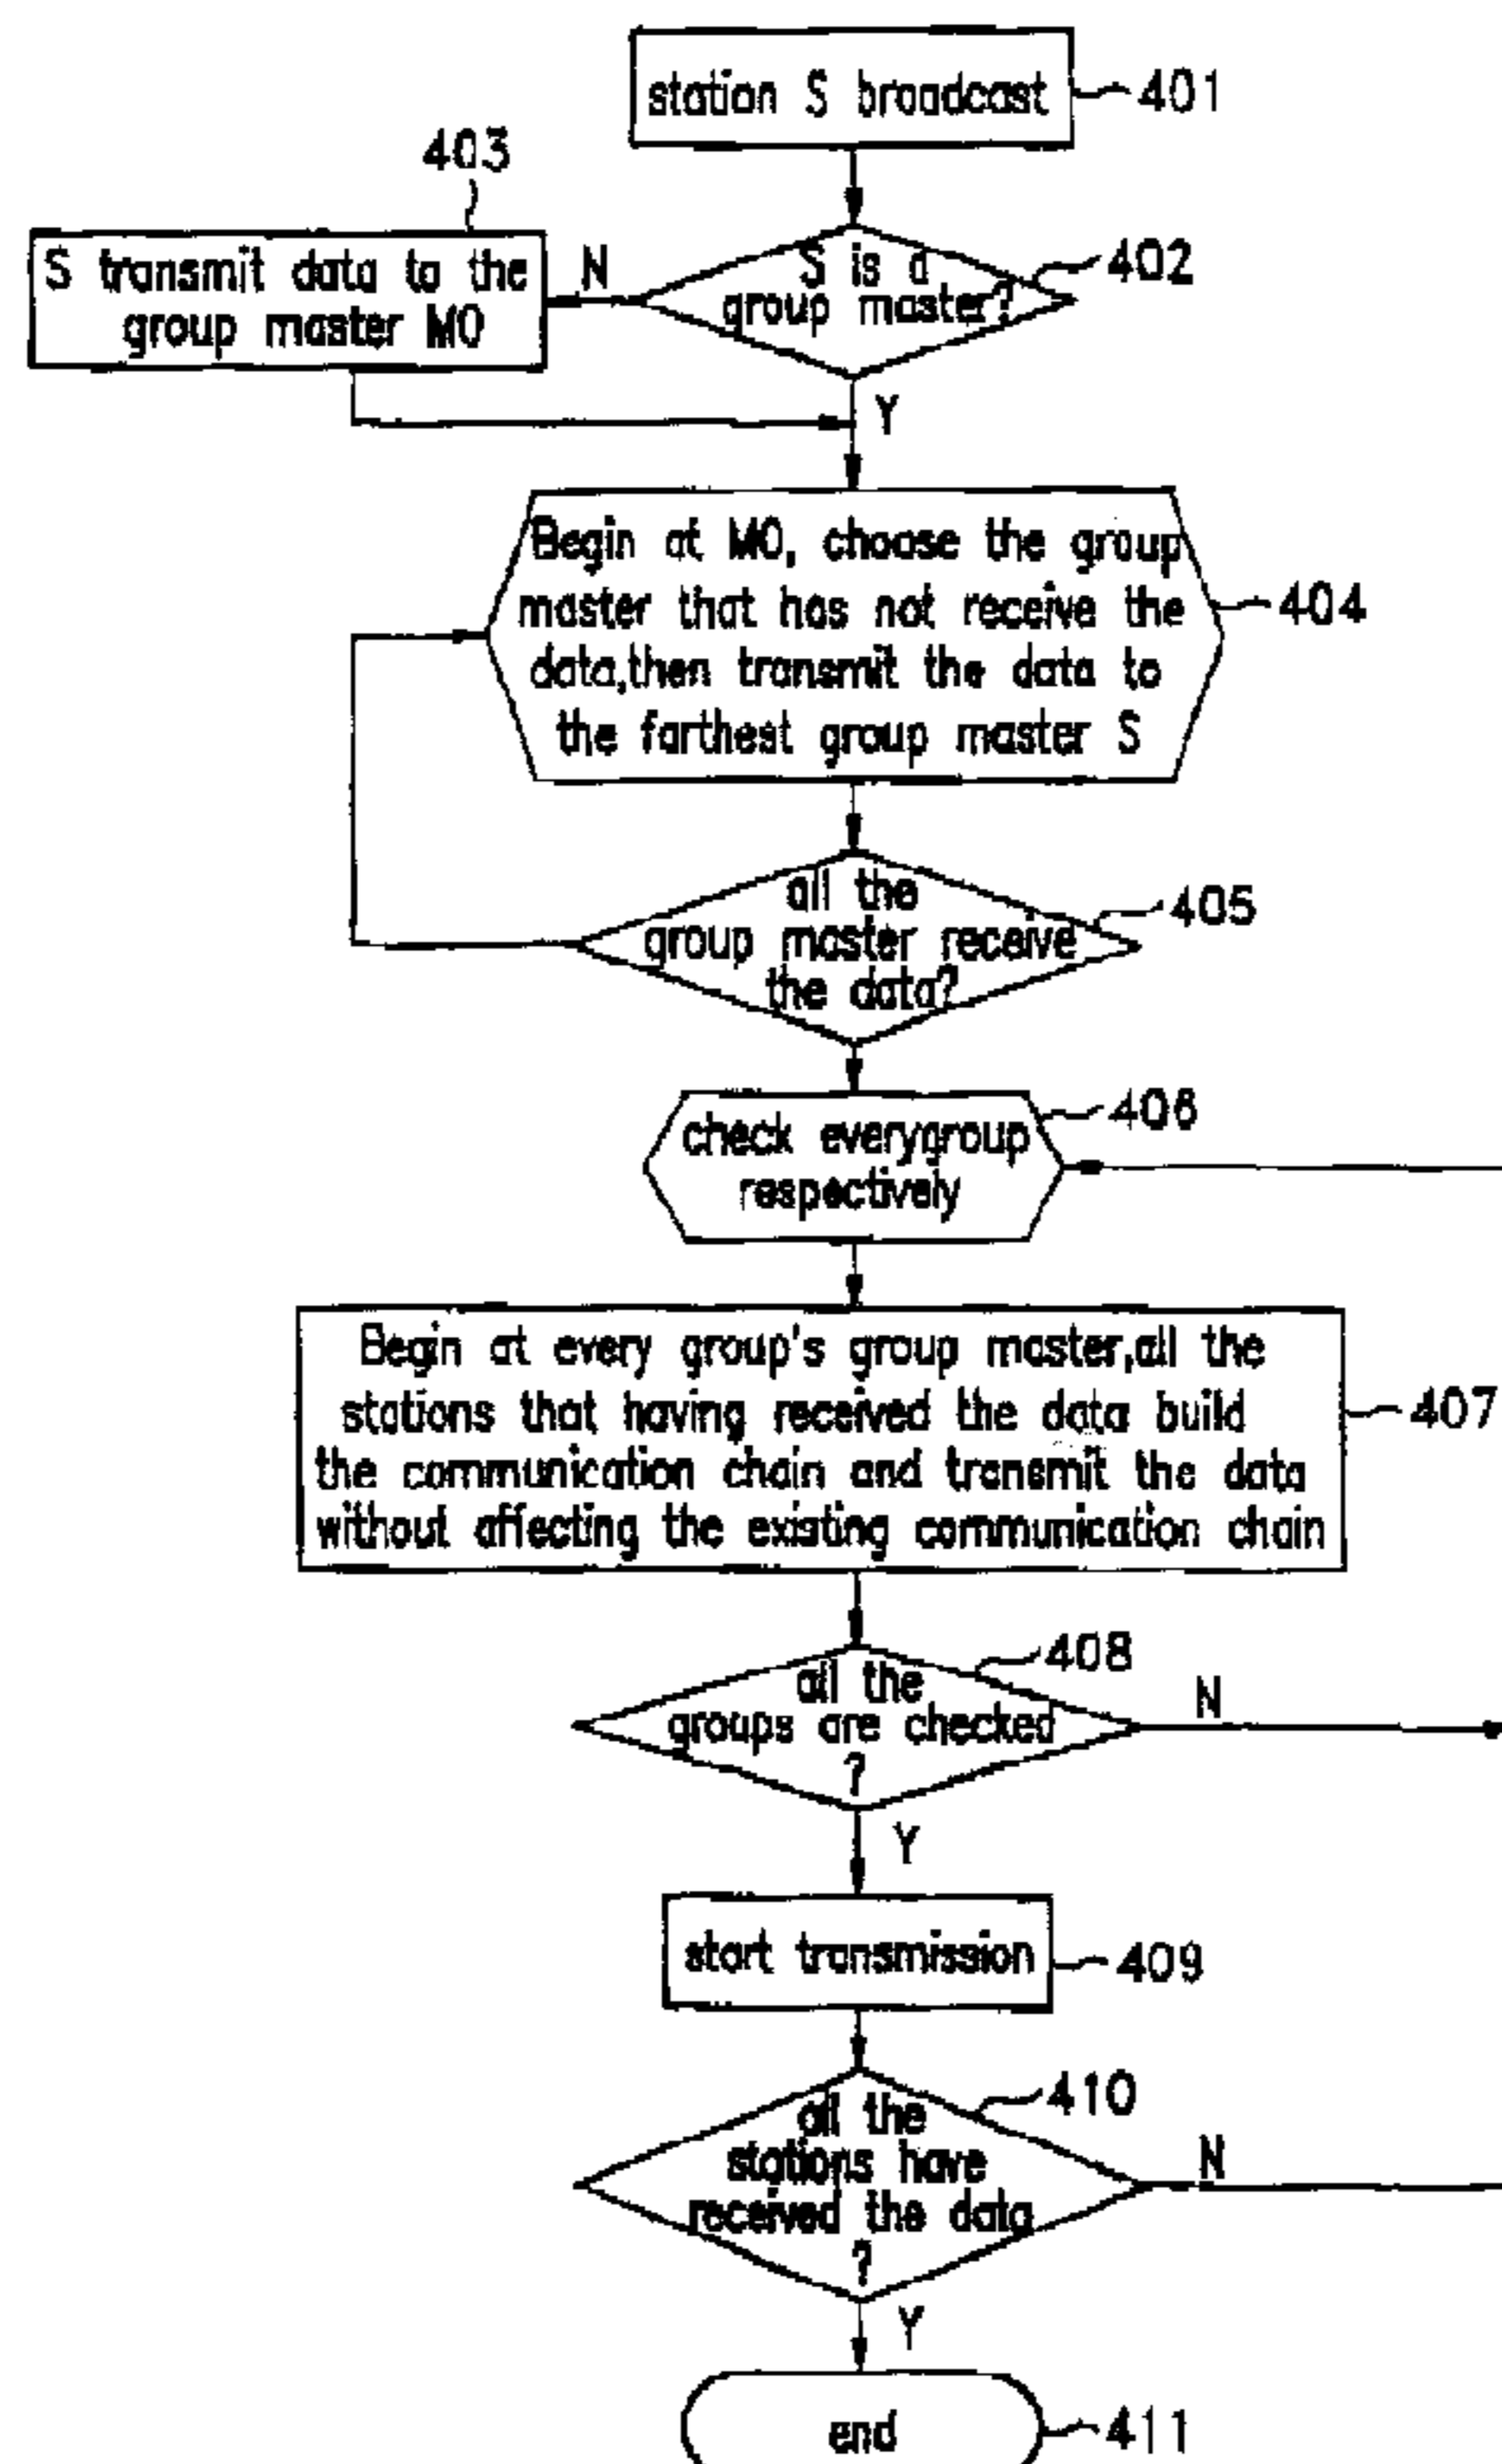 station S broadcast
401
403
S transmit data to the
group master M0
N
S is a
group master?
402
Y
Begin at M0, choose the group
master that has not receive the
data,then transmit the data to
the farthest group master S
404
all the
group master receive
the data?
405
check everygroup
respectively
406
Begin at every group's group master,all the
stations that having received the data build
the communication chain and transmit the data
without affecting the existing communication chain
407
all the
groups are checked
?
408
N
Y
start transmission
409
all the
stations have
received the data
?
410
N
Y
end
411